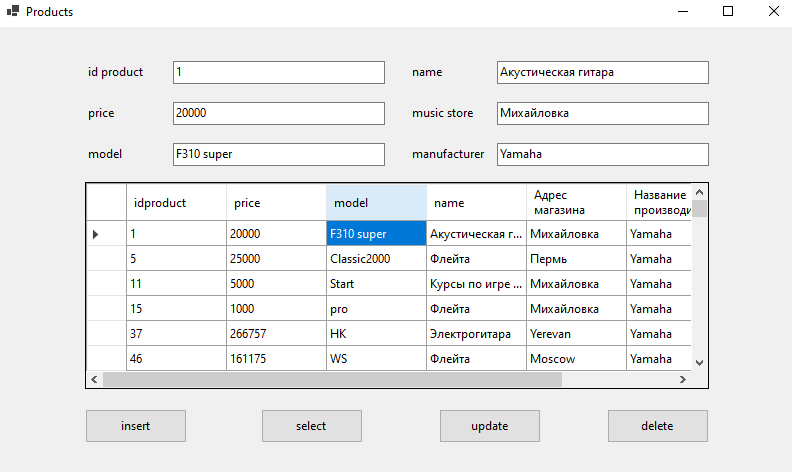 Products
id product 1 name Акустическая гитара
price 20000 music store Михайловка
model F310 super manufacturer Yamaha
idproduct price model name Адрес магазина Название производи
1 20000 F310 super Акустическая г... Михайловка Yamaha
5 25000 Classic2000 Флейта Пермь Yamaha
11 5000 Start Курсы по игре ... Михайловка Yamaha
15 1000 pro Флейта Михайловка Yamaha
37 266757 HK Электрогитара Yerevan Yamaha
46 161175 WS Флейта Moscow Yamaha
insert select update delete